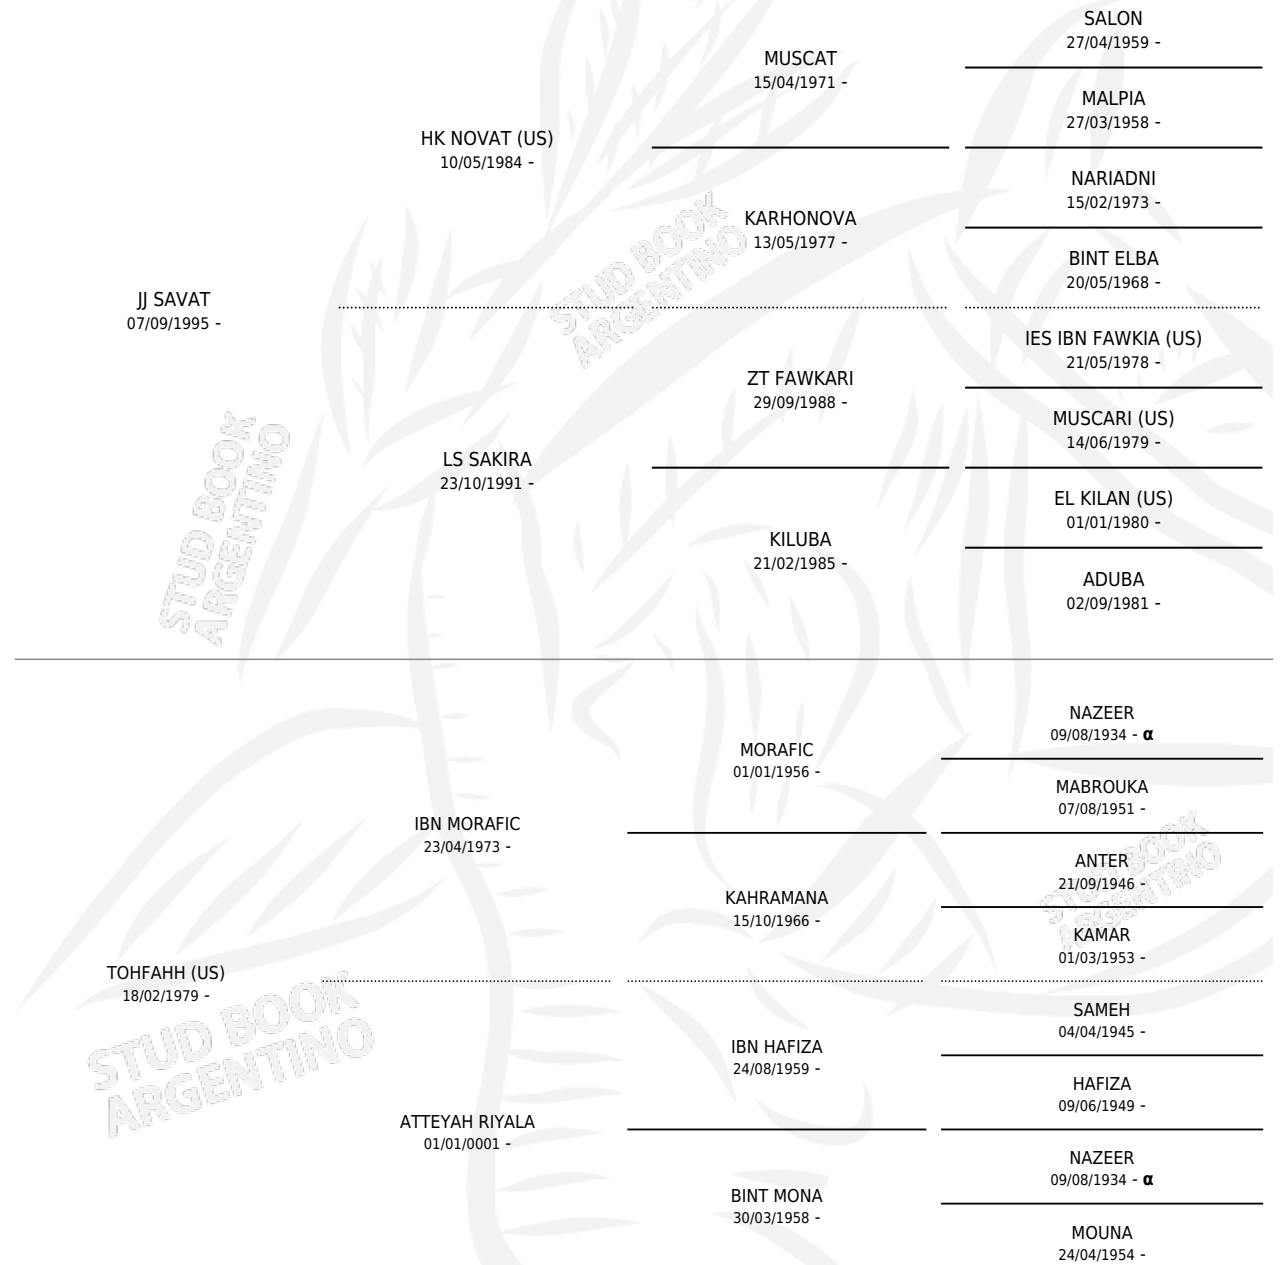 SALON
27/04/1959 -
MUSCAT
15/04/1971 -
MALPIA
27/03/1958 -
HK NOVAT (US)
10/05/1984 -
NARIADNI
15/02/1973 -
KARHONOVA
13/05/1977 -
BINT ELBA
20/05/1968 -
JJ SAVAT
07/09/1995 -
STUD BOOK
ARGENTINO
IES IBN FAWKIA (US)
21/05/1978 -
ZT FAWKARI
29/09/1988 -
MUSCARI (US)
14/06/1979 -
LS SAKIRA
23/10/1991 -
EL KILAN (US)
01/01/1980 -
KILUBA
21/02/1985 -
ADUBA
02/09/1981 -
STUD BOOK
ARGENTINO
NAZEER
09/08/1934 - α
MORAFIC
01/01/1956 -
MABROUKA
07/08/1951 -
IBN MORAFIC
23/04/1973 -
ANTER
21/09/1946 -
KAHRAMANA
15/10/1966 -
KAMAR
01/03/1953 -
STUD BOOK
ARGENTINO
TOHFAHH (US)
18/02/1979 -
SAMEH
04/04/1945 -
IBN HAFIZA
24/08/1959 -
HAFIZA
09/06/1949 -
STUD BOOK
ARGENTINO
ATTEYAH RIYALA
01/01/0001 -
NAZEER
09/08/1934 - α
BINT MONA
30/03/1958 -
MOUNA
24/04/1954 -